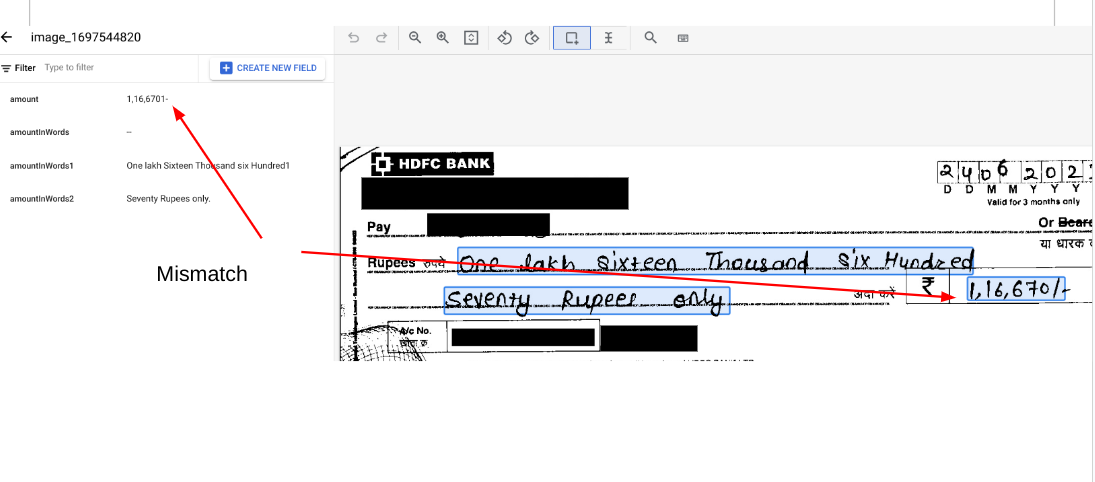 image_1697544820
Filter Type to filter
CREATE NEW FIELD
amount 1,16,6701-
amountInWords –
amountInWords1 One lakh Sixteen Thousand six Hundred1
amountInWords2 Seventy Rupees only.
Mismatch
HDFC BANK
2 4 0 6 2 0 2
D D M M Y Y Y
Valid for 3 months only
Pay
Or Beare
या धारक
Rupees रुपये One lakh Sixteen Thousand Six Hundred
Seventy Rupees only
अदा करें ₹ 1,16,670/-
A/c No.
खाता क्र